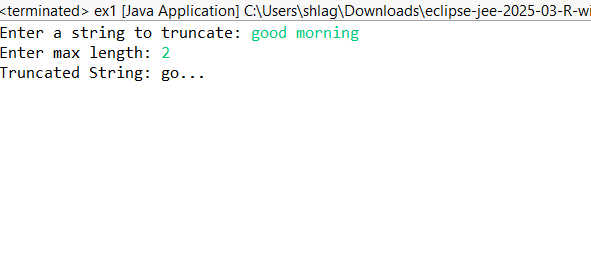 <terminated> ex1 [Java Application] C:\Users\shlag\Downloads\eclipse-jee-2025-03-R-wi
Enter a string to truncate: good morning
Enter max length: 2
Truncated String: go...